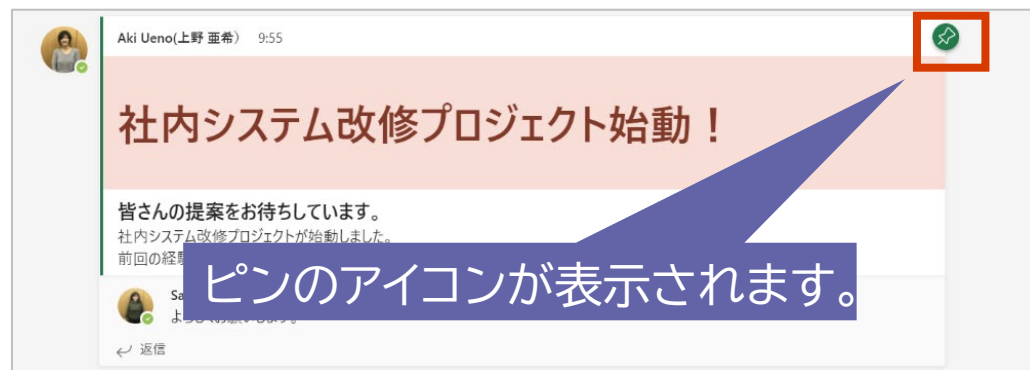 Aki Ueno(上野 亜希) 9:55
社内システム改修プロジェクト始動！
皆さんの提案をお待ちしています。
社内システム改修プロジェクトが始動しました。
前回の経
ピンのアイコンが表示されます。
Sa
返信